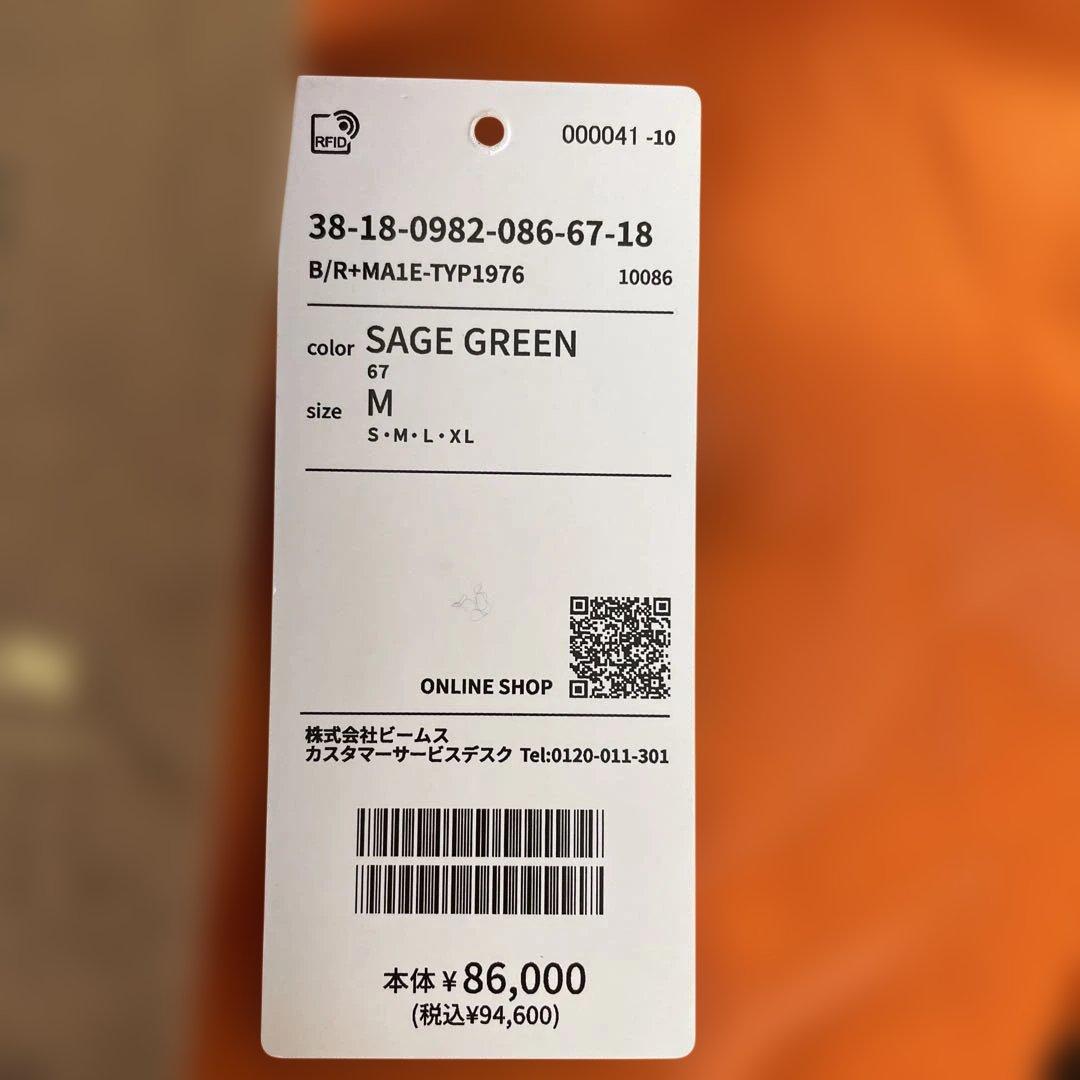 RFID
000041 -10
38-18-0982-086-67-18
B/R+MA1E-TYP1976 10086
color SAGE GREEN
67
size M
S・M・L・XL
ONLINE SHOP
株式会社ビームス
カスタマーサービスデスク Tel:0120-011-301
本体 ¥ 86,000
(税込¥94,600)